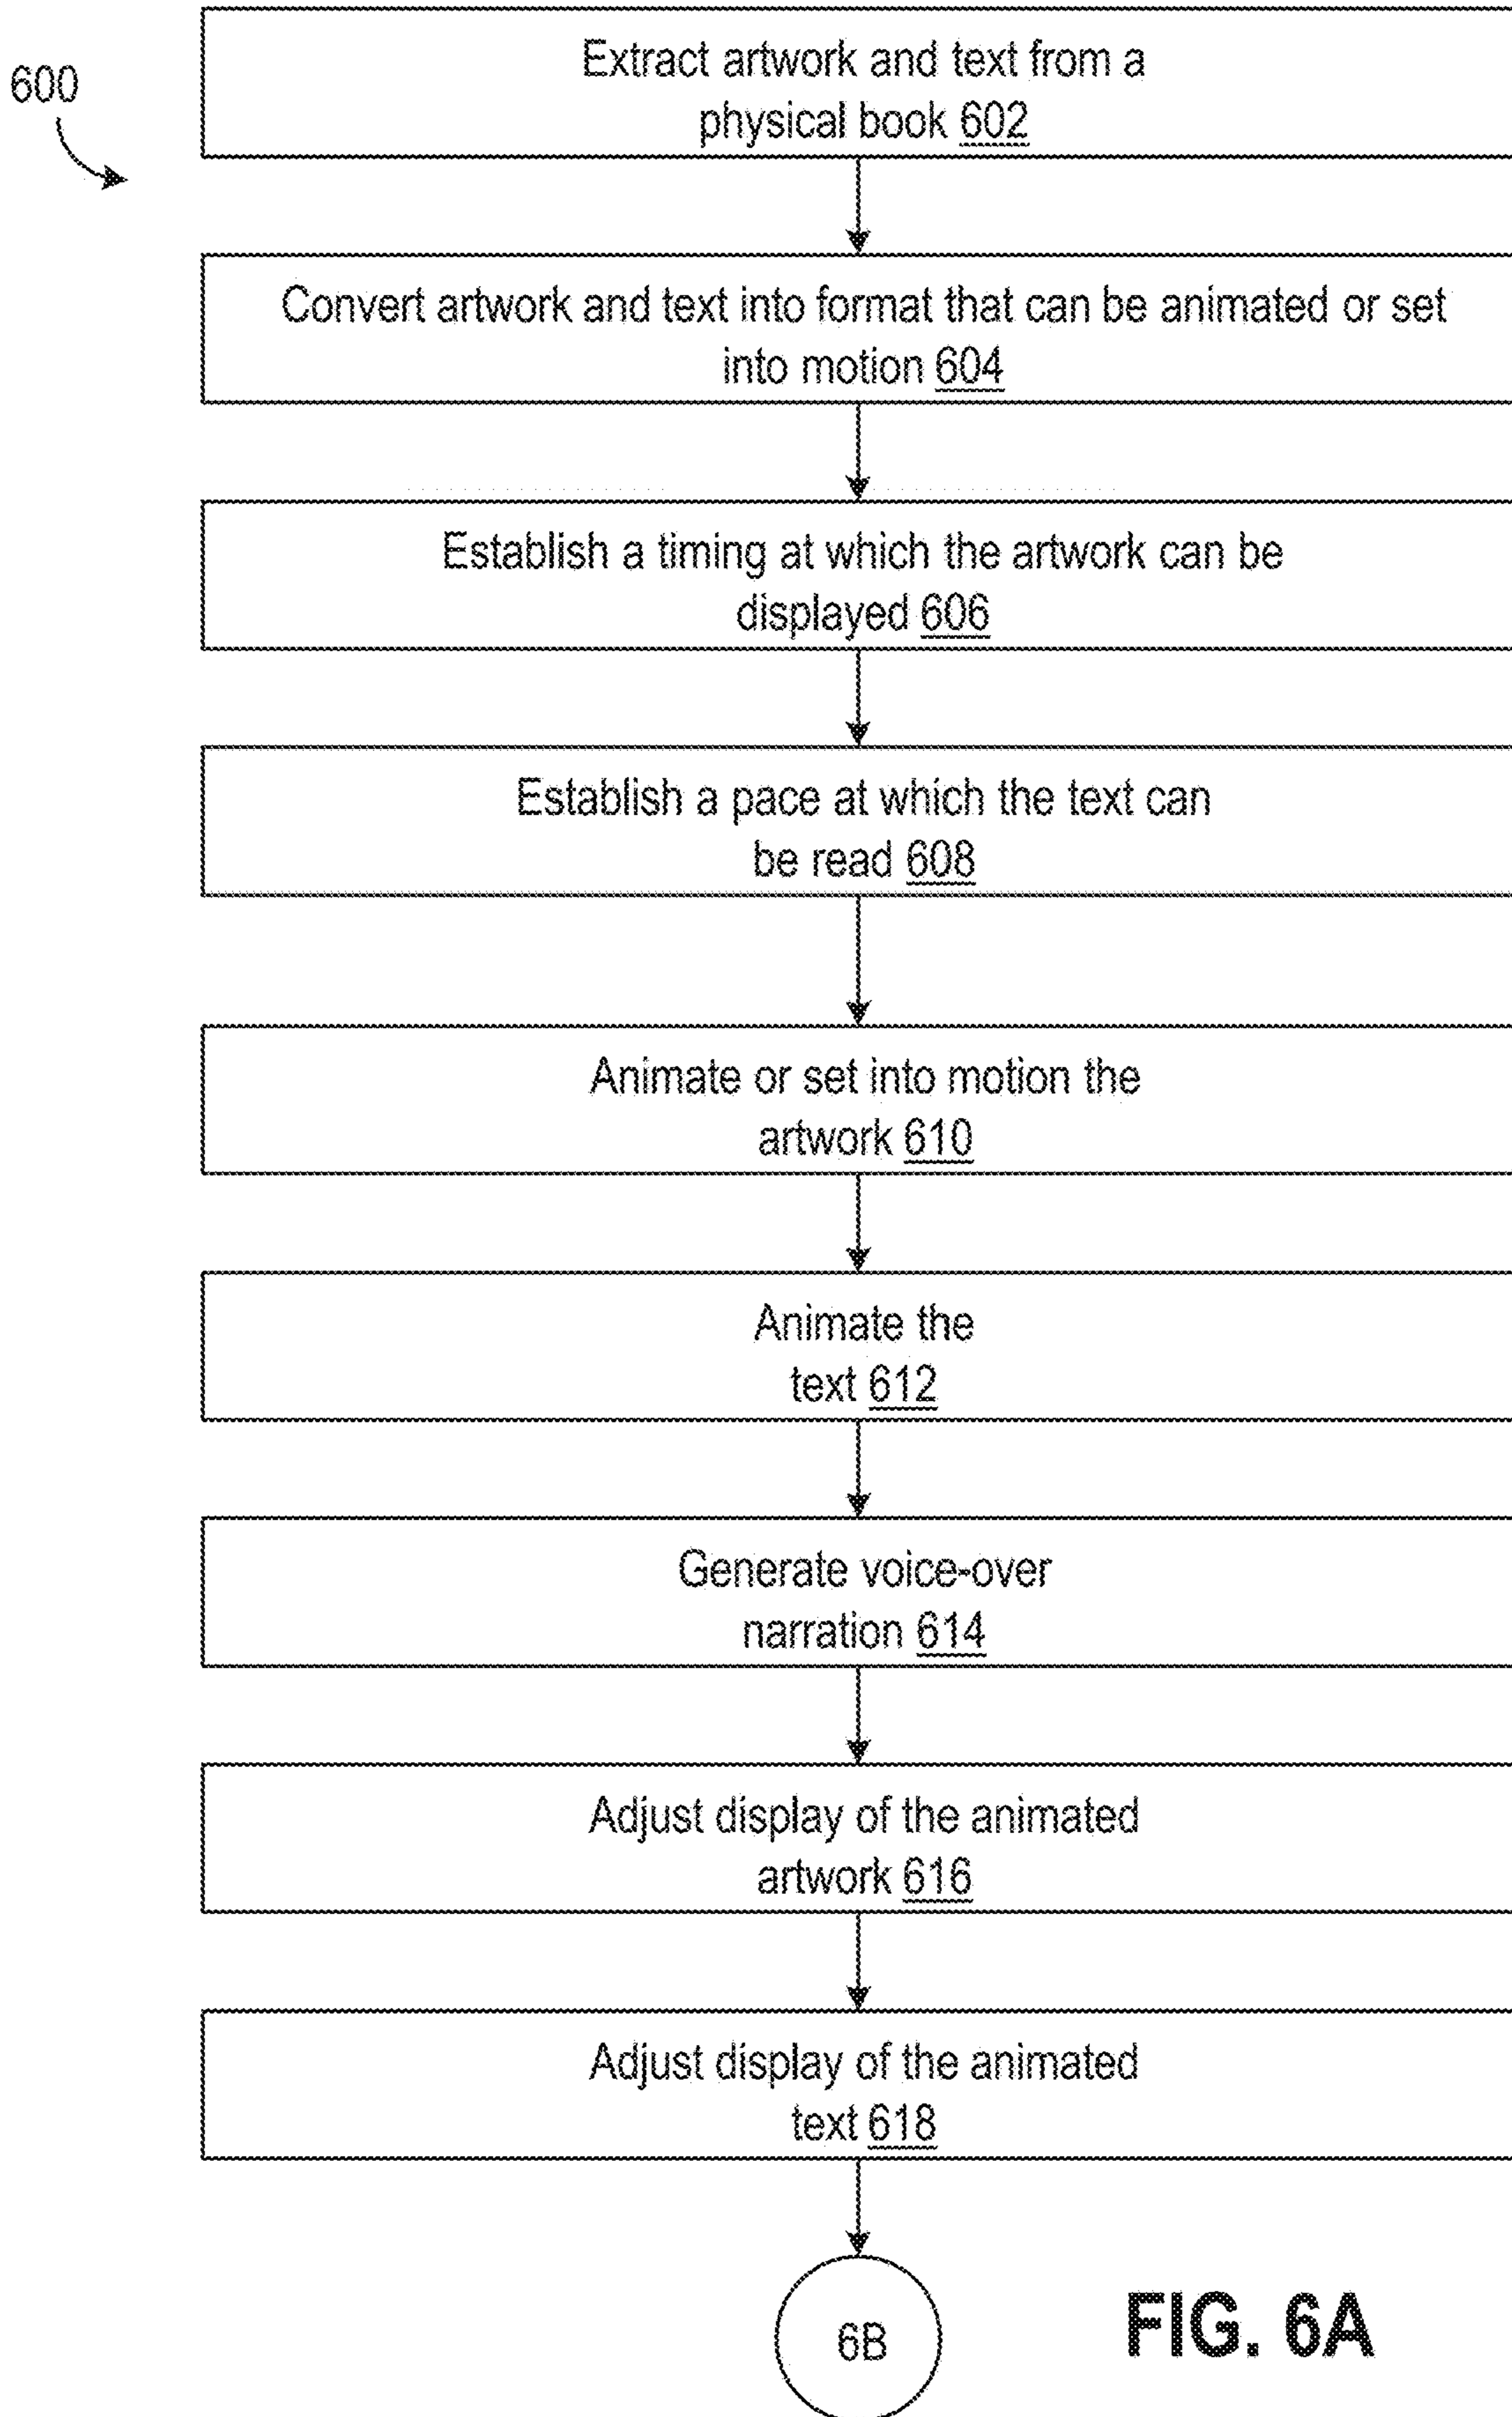 600
Extract artwork and text from a
physical book 602
Convert artwork and text into format that can be animated or set
into motion 604
Establish a timing at which the artwork can be
displayed 606
Establish a pace at which the text can
be read 608
Animate or set into motion the
artwork 610
Animate the
text 612
Generate voice-over
narration 614
Adjust display of the animated
artwork 616
Adjust display of the animated
text 618
6B
FIG. 6A